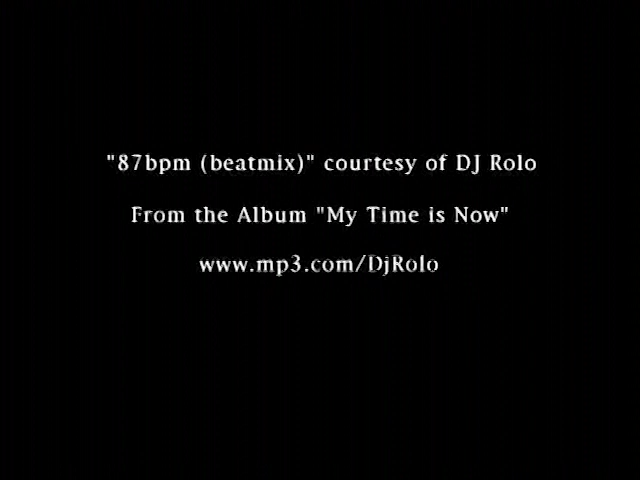 "87bpm (beatmix)" courtesy of DJ Rolo
From the Album "My Time is Now"
www.mp3.com/DjRolo